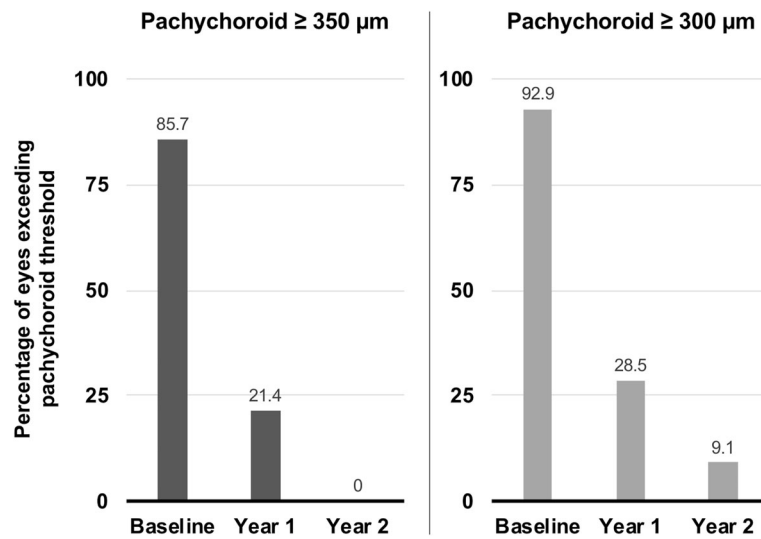 Pachychoroid ≥ 350 µm
Percentage of eyes exceeding
pachychoroid threshold
100
75
50
25
0
85.7
21.4
0
Baseline Year 1 Year 2
Pachychoroid ≥ 300 µm
100
75
50
25
0
92.9
28.5
9.1
Baseline Year 1 Year 2